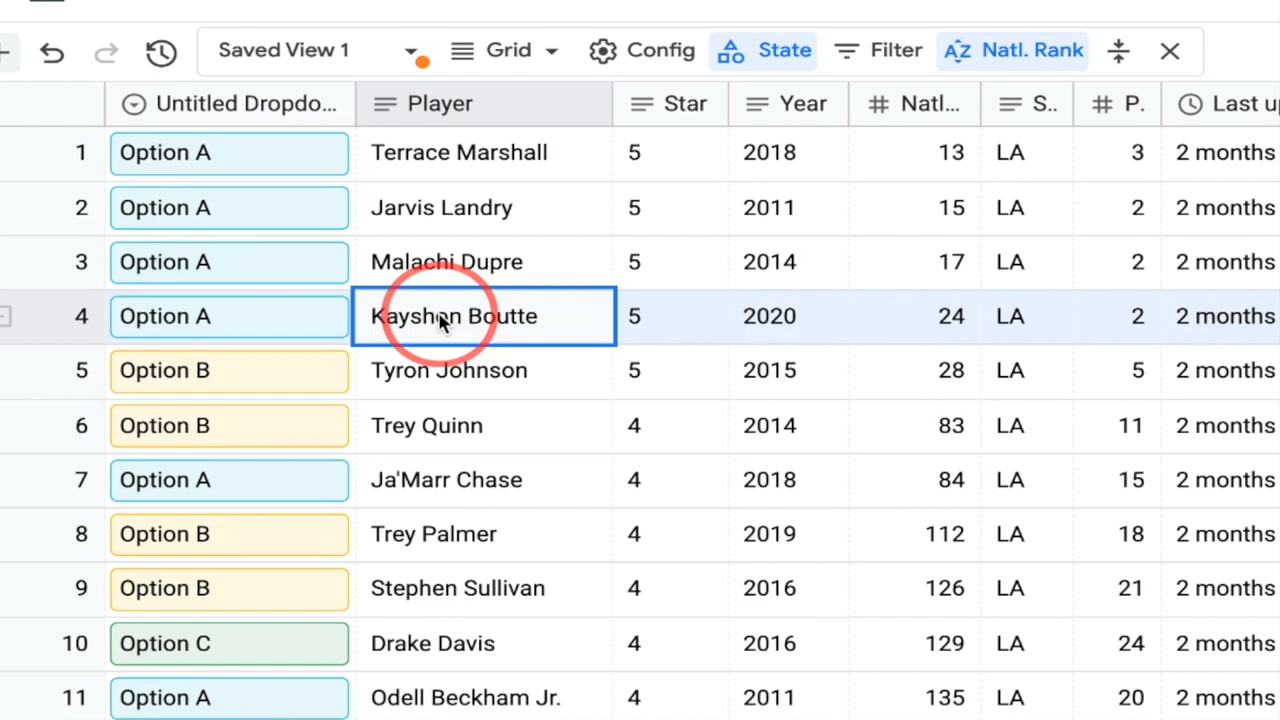 Saved View 1 Grid Config State Filter Natl. Rank
Untitled Dropdo... Player Star Year Natl... S.. P. Last
1 Option A Terrace Marshall 5 2018 13 LA 3 2 months
2 Option A Jarvis Landry 5 2011 15 LA 2 2 months
3 Option A Malachi Dupre 5 2014 17 LA 2 2 months
4 Option A Kayshon Boutte 5 2020 24 LA 2 2 months
5 Option B Tyron Johnson 5 2015 28 LA 5 2 months
6 Option B Trey Quinn 4 2014 83 LA 11 2 months
7 Option A Ja'Marr Chase 4 2018 84 LA 15 2 months
8 Option B Trey Palmer 4 2019 112 LA 18 2 months
9 Option B Stephen Sullivan 4 2016 126 LA 21 2 months
10 Option C Drake Davis 4 2016 129 LA 24 2 months
11 Option A Odell Beckham Jr. 4 2011 135 LA 20 2 months